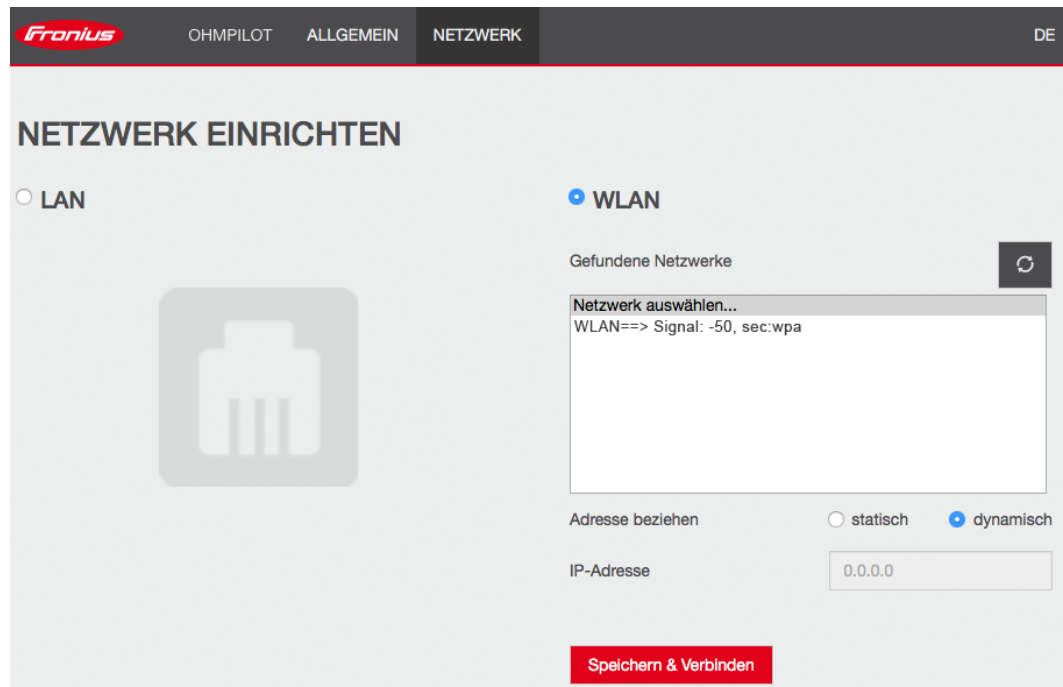 Fronius OHMPILOT ALLGEMEIN NETZWERK DE
NETZWERK EINRICHTEN
LAN
WLAN
Gefundene Netzwerke
Netzwerk auswählen...
WLAN==> Signal: -50, sec:wpa
Adresse beziehen statisch dynamisch
IP-Adresse 0.0.0.0
Speichern & Verbinden